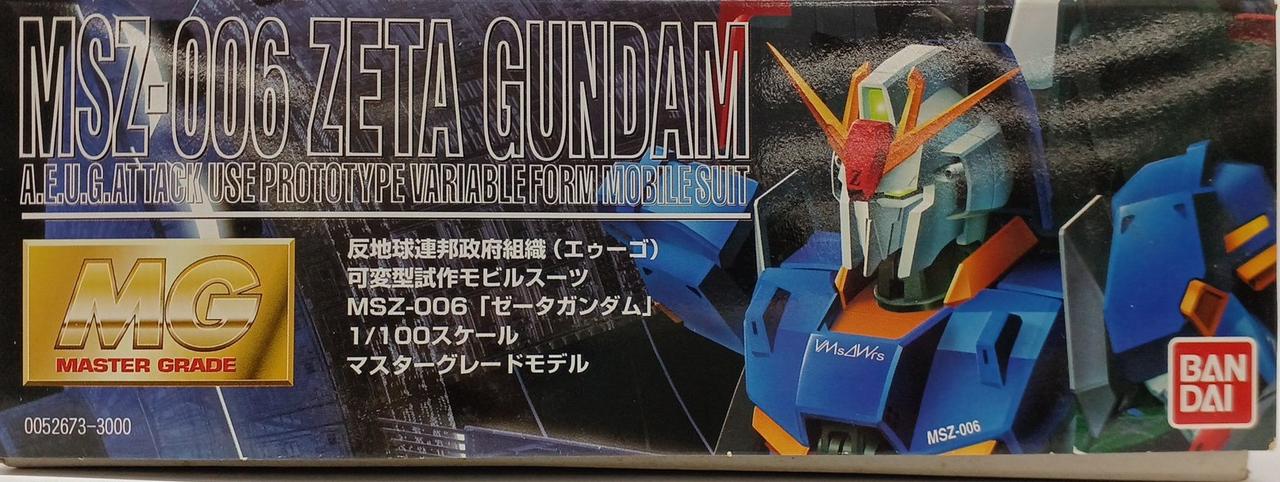 MSZ-006 ZETA GUNDAM
A.E.U.G. ATTACK USE PROTOTYPE VARIABLE FORM MOBILE SUIT
MG
MASTER GRADE
反地球連邦政府組織（エゥーゴ）
可変型試作モビルスーツ
MSZ-006「ゼータガンダム」
1/100スケール
マスターグレードモデル
0052673-3000
Z
VMsΔWrs
MSZ-006
BAN
DAI